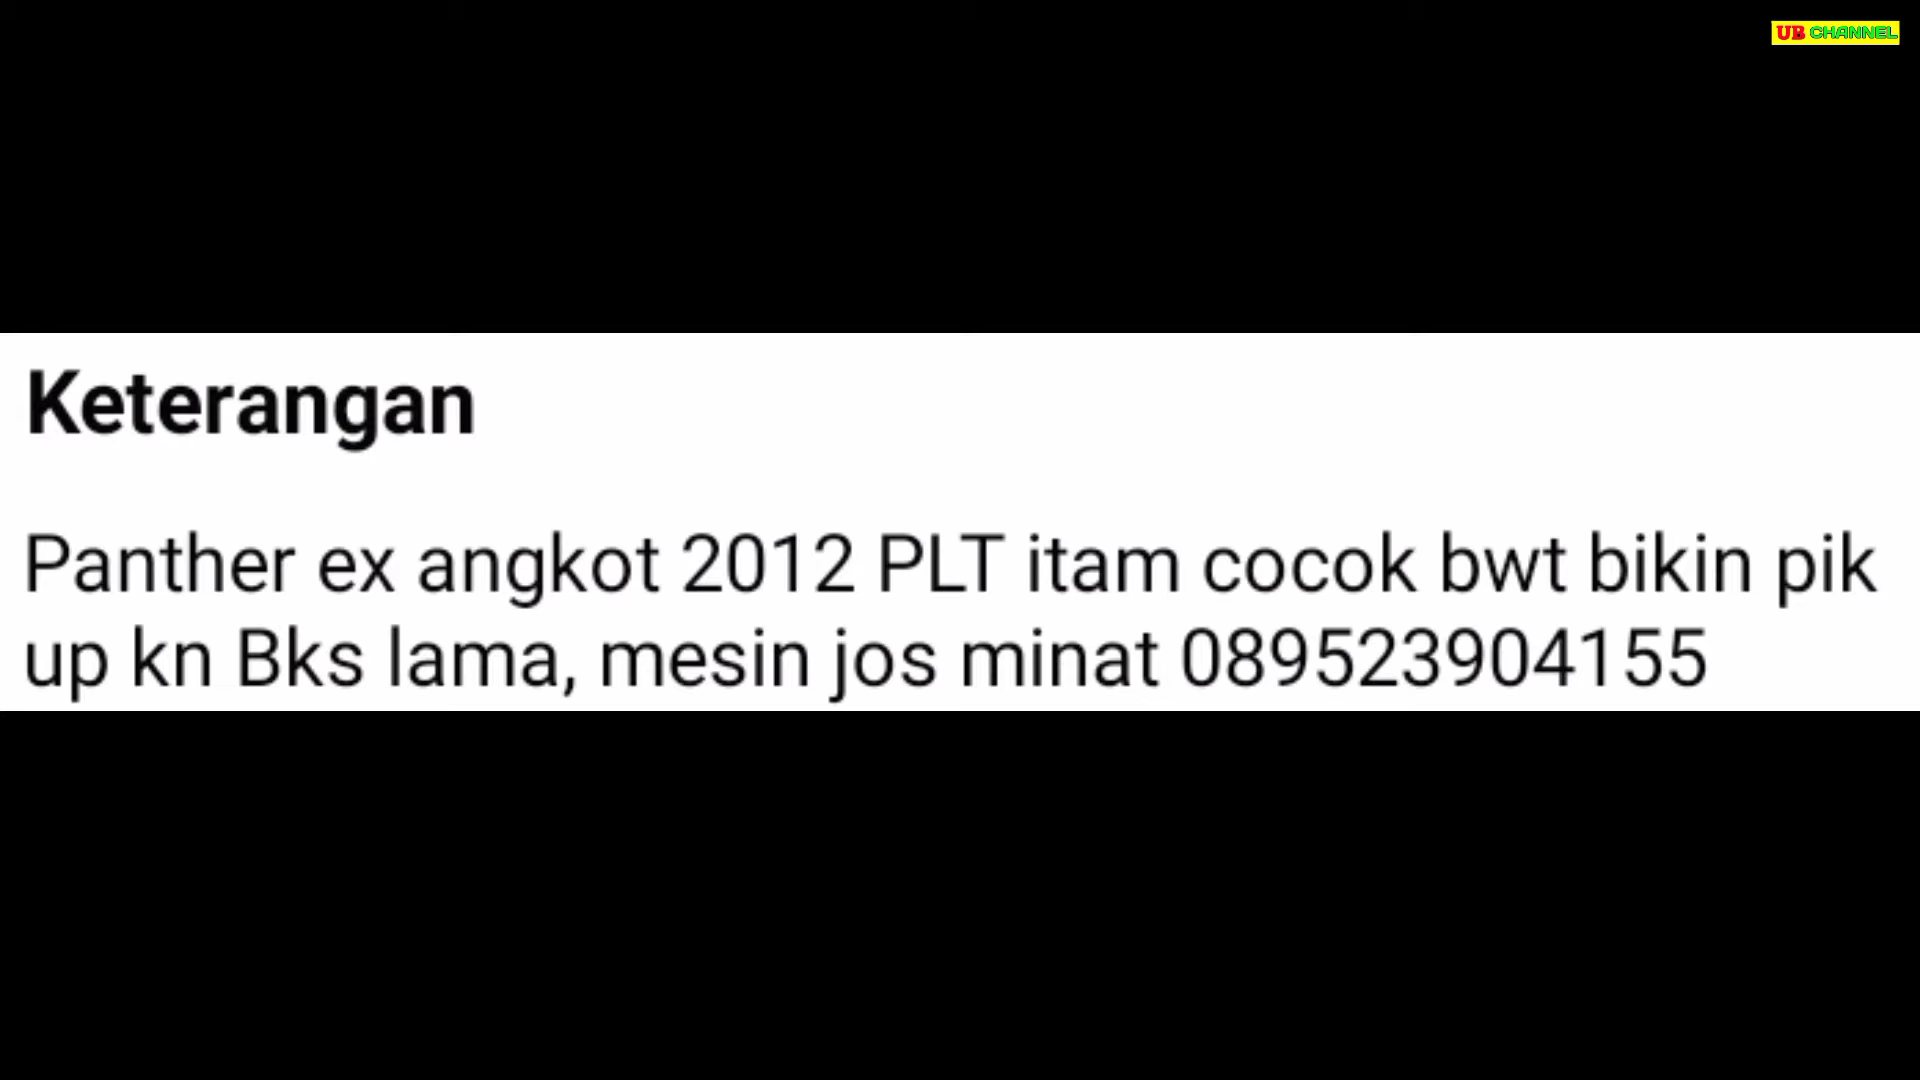 UB CHANNEL
Keterangan
Panther ex angkot 2012 PLT itam cocok bwt bikin pik
up kn Bks lama, mesin jos minat 089523904155